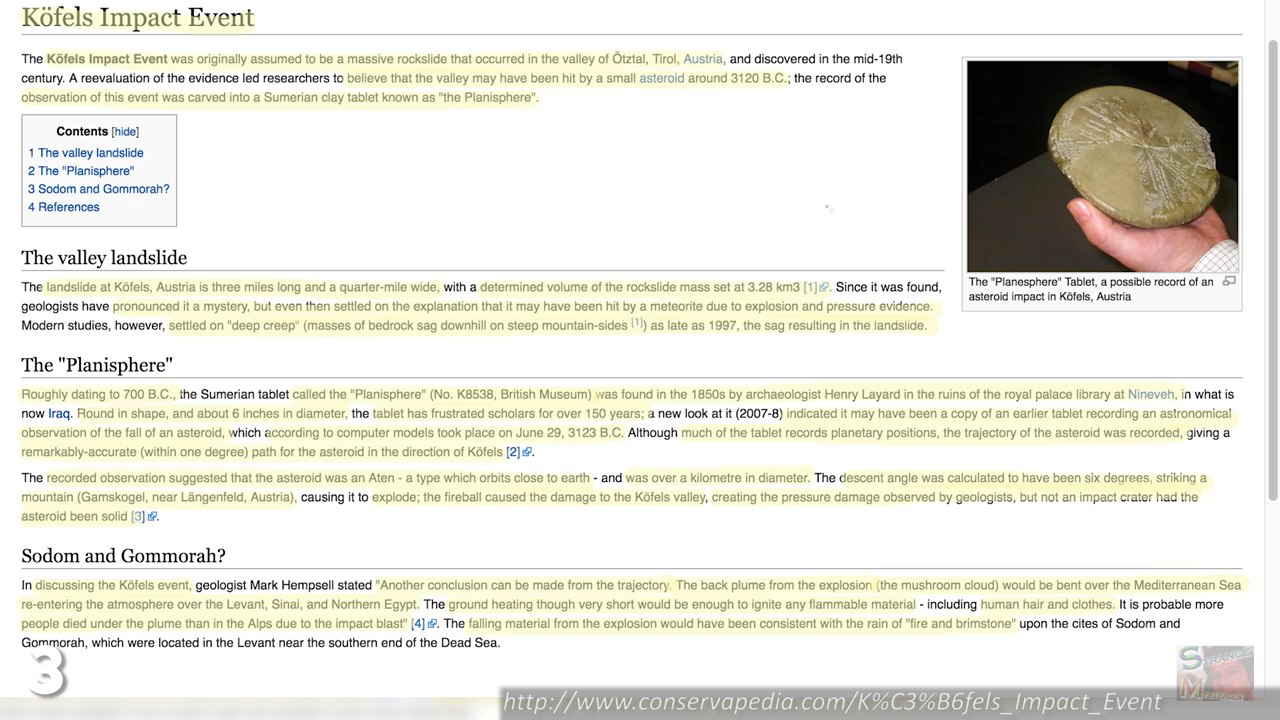 Köfels Impact Event
The Köfels Impact Event was originally assumed to be a massive rockslide that occurred in the valley of Ötztal, Tirol, Austria, and discovered in the mid-19th
century. A reevaluation of the evidence led researchers to believe that the valley may have been hit by a small asteroid around 3120 B.C.; the record of the
observation of this event was carved into a Sumerian clay tablet known as "the Planisphere".
Contents [hide]
1 The valley landslide
2 The "Planisphere"
3 Sodom and Gommorah?
4 References
The "Planesphere" Tablet, a possible record of an
asteroid impact in Köfels, Austria
The valley landslide
The landslide at Köfels, Austria is three miles long and a quarter-mile wide, with a determined volume of the rockslide mass set at 3.28 km3 [1]. Since it was found,
geologists have pronounced it a mystery, but even then settled on the explanation that it may have been hit by a meteorite due to explosion and pressure evidence.
Modern studies, however, settled on "deep creep" (masses of bedrock sag downhill on steep mountain-sides [1]) as late as 1997, the sag resulting in the landslide.
The "Planisphere"
Roughly dating to 700 B.C., the Sumerian tablet called the "Planisphere" (No. K8538, British Museum) was found in the 1850s by archaeologist Henry Layard in the ruins of the royal palace library at Nineveh, in what is
now Iraq. Round in shape, and about 6 inches in diameter, the tablet has frustrated scholars for over 150 years; a new look at it (2007-8) indicated it may have been a copy of an earlier tablet recording an astronomical
observation of the fall of an asteroid, which according to computer models took place on June 29, 3123 B.C. Although much of the tablet records planetary positions, the trajectory of the asteroid was recorded, giving a
remarkably-accurate (within one degree) path for the asteroid in the direction of Köfels [2].
The recorded observation suggested that the asteroid was an Aten - a type which orbits close to earth - and was over a kilometre in diameter. The descent angle was calculated to have been six degrees, striking a
mountain (Gamskogel, near Längenfeld, Austria), causing it to explode; the fireball caused the damage to the Köfels valley, creating the pressure damage observed by geologists, but not an impact crater had the
asteroid been solid [3].
Sodom and Gommorah?
In discussing the Köfels event, geologist Mark Hempsell stated "Another conclusion can be made from the trajectory. The back plume from the explosion (the mushroom cloud) would be bent over the Mediterranean Sea
re-entering the atmosphere over the Levant, Sinai, and Northern Egypt. The ground heating though very short would be enough to ignite any flammable material - including human hair and clothes. It is probable more
people died under the plume than in the Alps due to the impact blast" [4]. The falling material from the explosion would have been consistent with the rain of "fire and brimstone" upon the cites of Sodom and
Gommorah, which were located in the Levant near the southern end of the Dead Sea.
3
STRANGE
MYSTERIES
http://www.conservapedia.com/K%C3%B6fels_Impact_Event